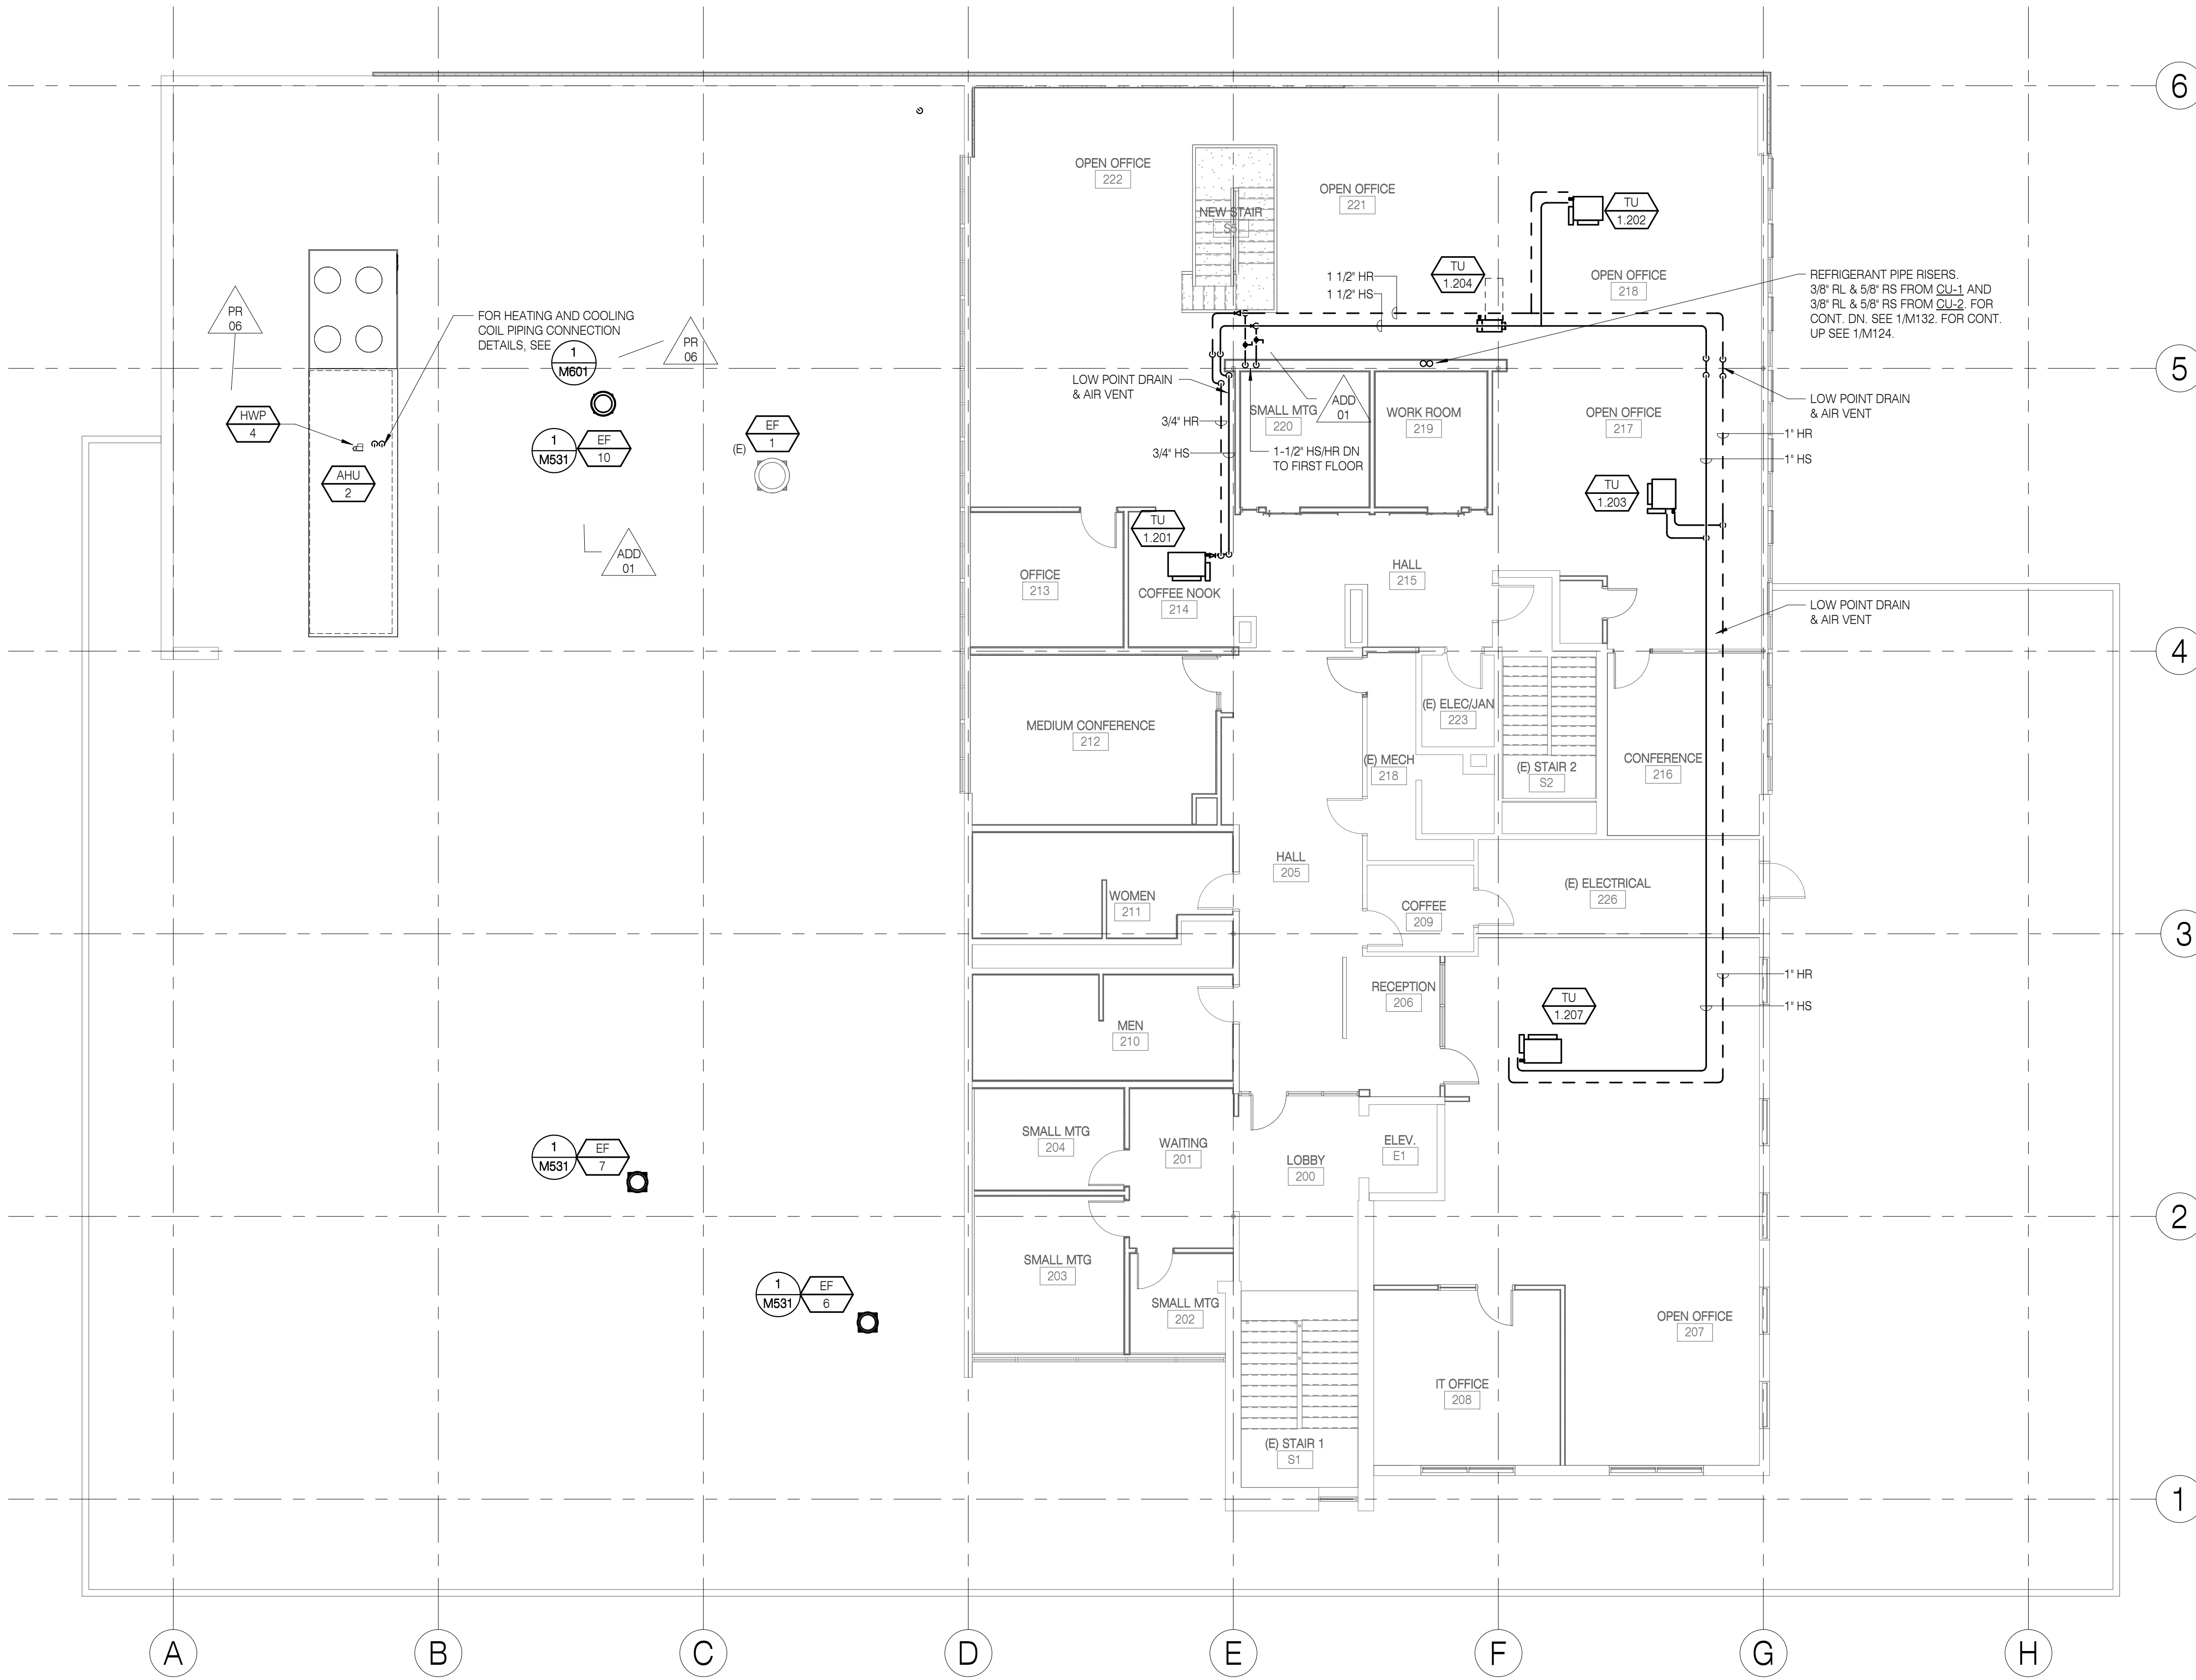 6
OPEN OFFICE
222
OPEN OFFICE
221
NEW STAIR
S5
TU
1.202
TU
1.204
OPEN OFFICE
218
1 1/2" HR
1 1/2" HS
REFRIGERANT PIPE RISERS.
3/8" RL & 5/8" RS FROM CU-1 AND
3/8" RL & 5/8" RS FROM CU-2. FOR
CONT. DN. SEE 1/M132. FOR CONT.
UP SEE 1/M124.
PR
06
FOR HEATING AND COOLING
COIL PIPING CONNECTION
DETAILS, SEE
1
M601
PR
06
5
LOW POINT DRAIN
& AIR VENT
ADD
01
SMALL MTG
220
WORK ROOM
219
OPEN OFFICE
217
LOW POINT DRAIN
& AIR VENT
HWP
4
1
M531
EF
10
(E)
EF
1
3/4" HR
3/4" HS
1-1/2" HS/HR DN
TO FIRST FLOOR
1" HR
1" HS
AHU
2
TU
1.203
TU
1.201
ADD
01
OFFICE
213
COFFEE NOOK
214
HALL
215
LOW POINT DRAIN
& AIR VENT
4
MEDIUM CONFERENCE
212
(E) ELEC/JAN
223
(E) MECH
218
(E) STAIR 2
S2
CONFERENCE
216
HALL
205
WOMEN
211
COFFEE
209
(E) ELECTRICAL
226
3
RECEPTION
206
1" HR
1" HS
TU
1.207
MEN
210
SMALL MTG
204
WAITING
201
LOBBY
200
ELEV.
E1
1
M531
EF
7
2
SMALL MTG
203
1
M531
EF
6
SMALL MTG
202
OPEN OFFICE
207
IT OFFICE
208
(E) STAIR 1
S1
1
A
B
C
D
E
F
G
H